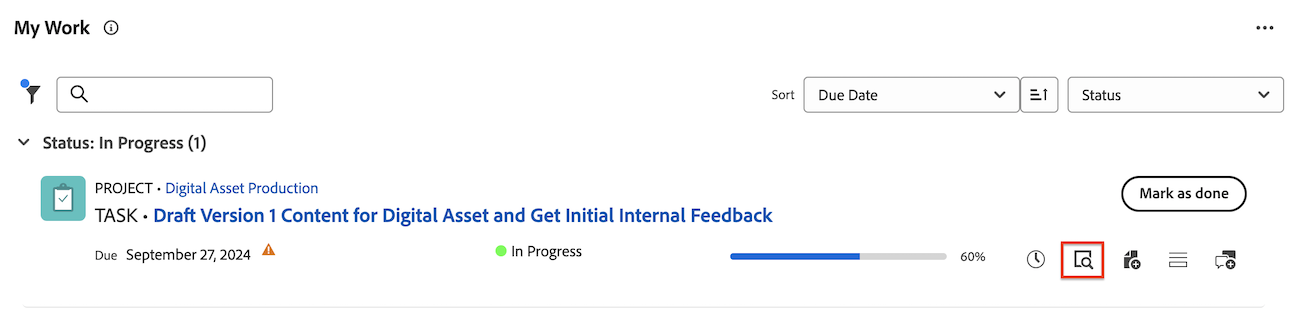 My Work
Sort
Due Date
Status
Status: In Progress (1)
PROJECT • Digital Asset Production
Mark as done
TASK • Draft Version 1 Content for Digital Asset and Get Initial Internal Feedback
Due September 27, 2024
In Progress
60%